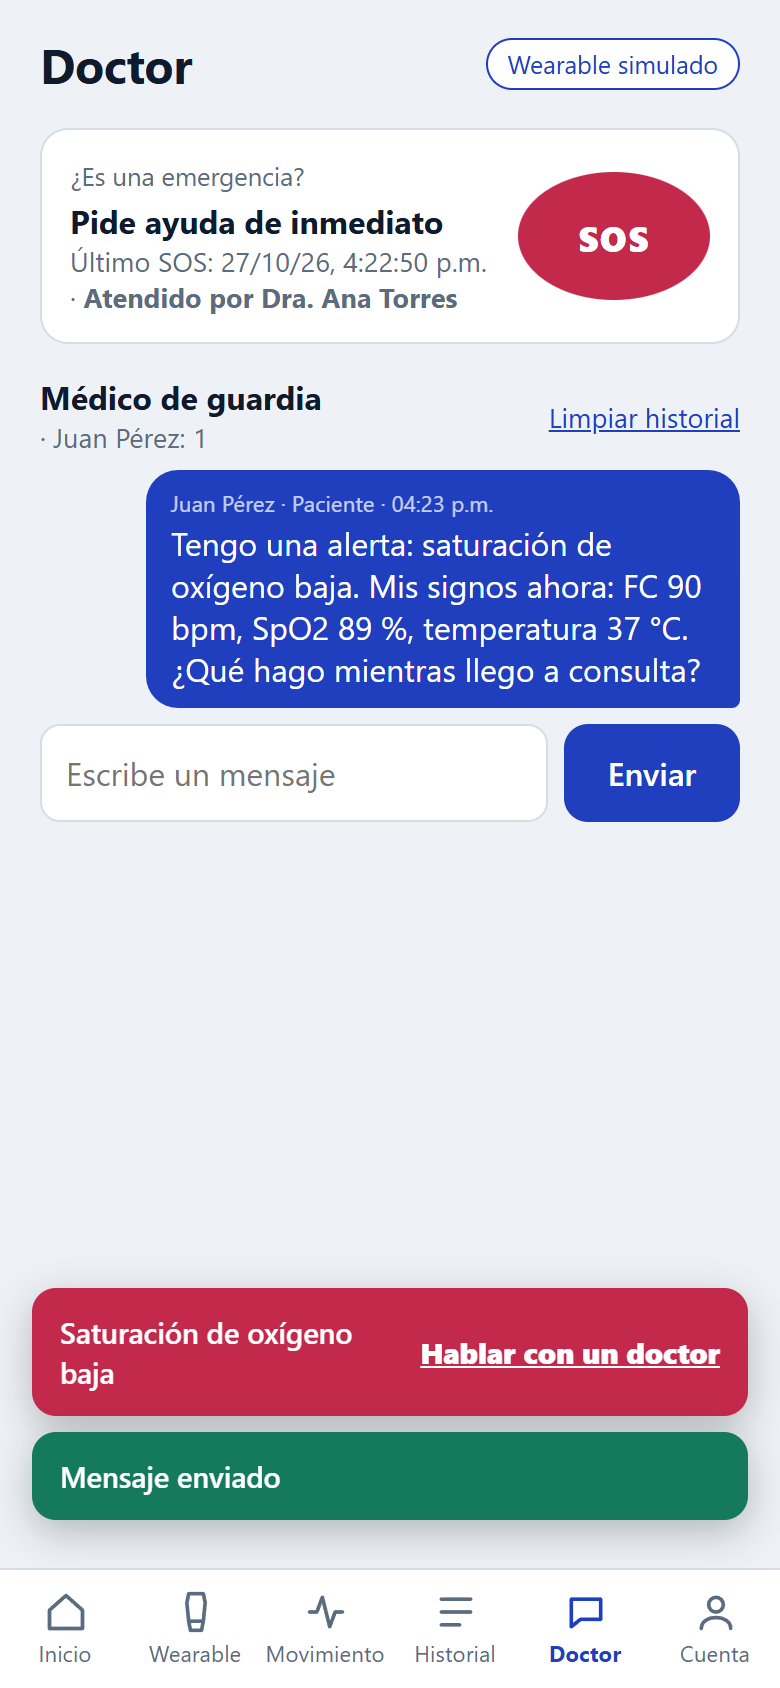 Doctor
Wearable simulado
¿Es una emergencia?
Pide ayuda de inmediato
Último SOS: 27/10/26, 4:22:50 p.m.
· Atendido por Dra. Ana Torres
SOS
Médico de guardia
· Juan Pérez: 1
Limpiar historial
Juan Pérez · Paciente · 04:23 p.m.
Tengo una alerta: saturación de
oxígeno baja. Mis signos ahora: FC 90
bpm, SpO2 89 %, temperatura 37 °C.
¿Qué hago mientras llego a consulta?
Escribe un mensaje
Enviar
Saturación de oxígeno
baja
Hablar con un doctor
Mensaje enviado
Inicio
Wearable
Movimiento
Historial
Doctor
Cuenta